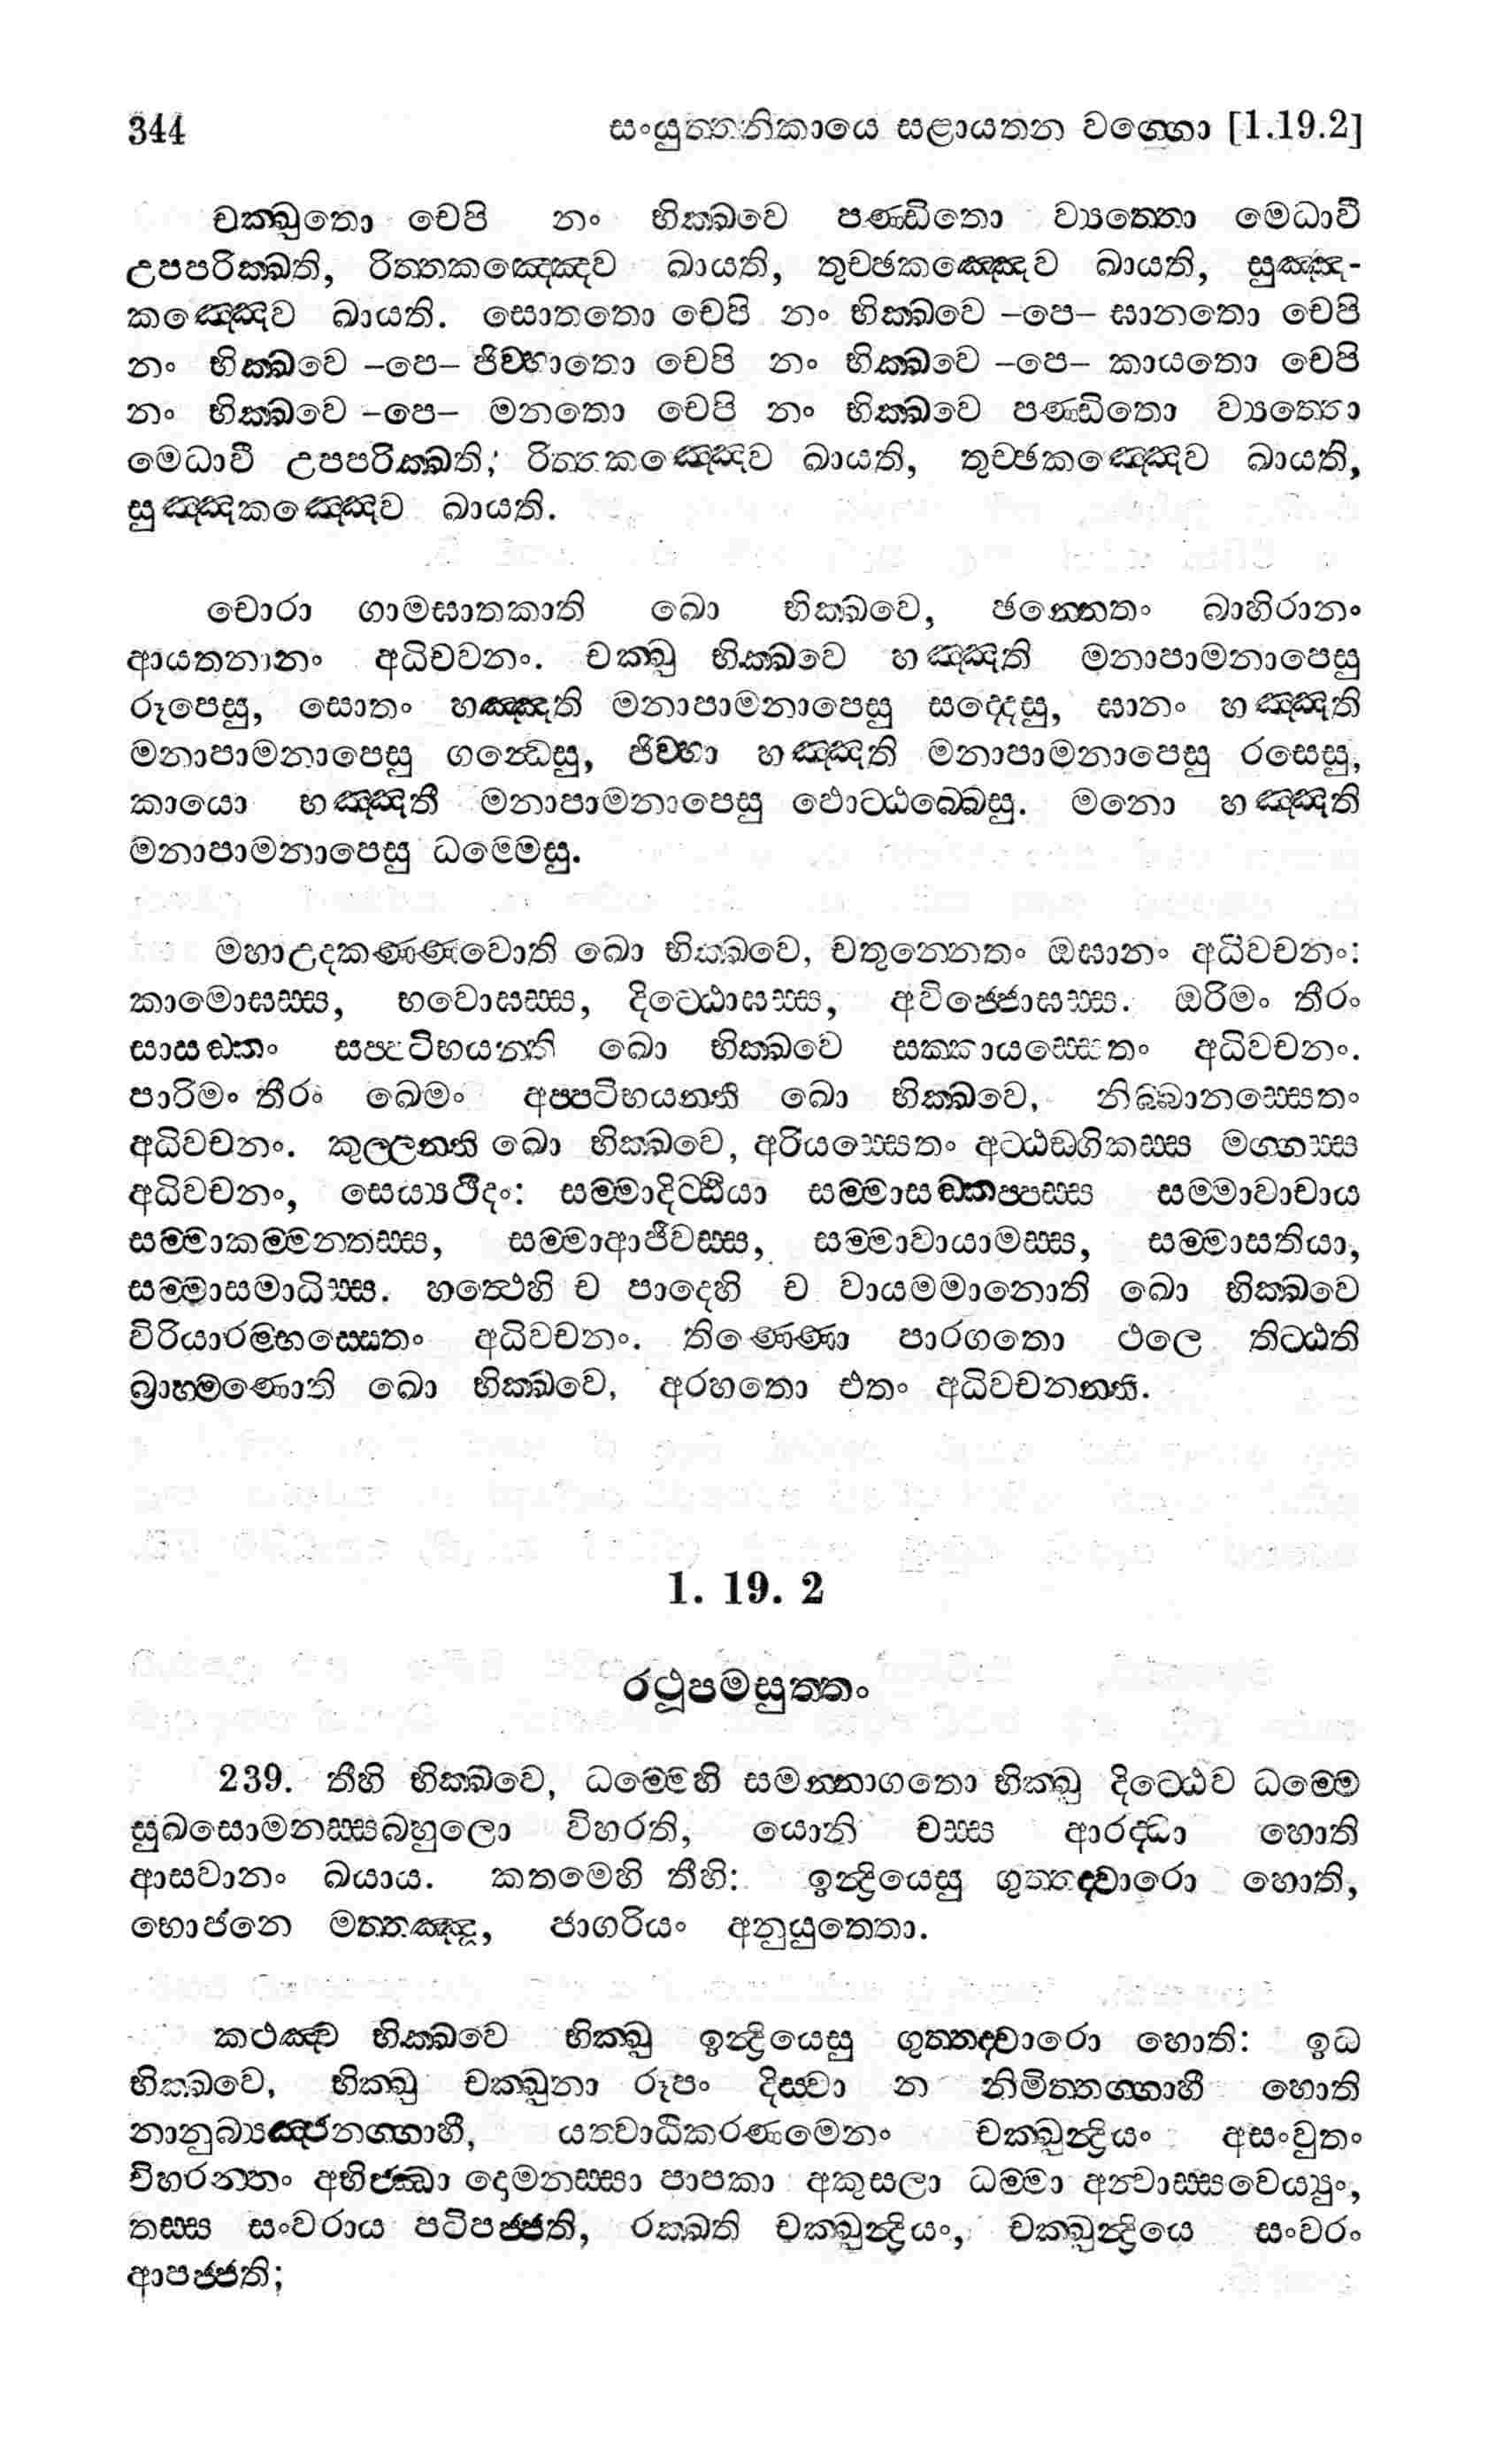 344 සංයුත්තනිකායෙ සළායතන වග්ගො [1.19.2]
චක්ඛුතො චෙපි නං භික්ඛවෙ පණ්ඩිතො ව්‍යත්තො මෙධාවී
උපපරික්ඛති, රිත්තකඤ්ඤෙව ඛායති, තුච්ඡකඤ්ඤෙව ඛායති, සුඤ්ඤ-
කඤ්ඤෙව ඛායති. සොතතො චෙපි නං භික්ඛවෙ –පෙ– ඝානතො චෙපි
නං භික්ඛවෙ –පෙ– ජිව්හාතො චෙපි නං භික්ඛවෙ –පෙ– කායතො චෙපි
නං භික්ඛවෙ –පෙ– මනතො චෙපි නං භික්ඛවෙ පණ්ඩිතො ව්‍යත්තො
මෙධාවී උපපරික්ඛති, රිත්තකඤ්ඤෙව ඛායති, තුච්ඡකඤ්ඤෙව ඛායති,
සුඤ්ඤකඤ්ඤෙව ඛායති.
චොරා ගාමඝාතකාති ඛො භික්ඛවෙ, ඡන්නෙතං බාහිරානං
ආයතනානං අධිවචනං. චක්ඛු භික්ඛවෙ හඤ්ඤති මනාපාමනාපෙසු
රූපෙසු, සොතං හඤ්ඤති මනාපාමනාපෙසු සද්දෙසු, ඝානං හඤ්ඤති
මනාපාමනාපෙසු ගන්ධෙසු, ජිව්හා හඤ්ඤති මනාපාමනාපෙසු රසෙසු,
කායො හඤ්ඤතී මනාපාමනාපෙසු ඵොට්ඨබ්බෙසු. මනො හඤ්ඤති
මනාපාමනාපෙසු ධම්මෙසු.
මහාඋදකණ්ණවොති ඛො භික්ඛවෙ, චතුන්නෙතං ඔඝානං අධිවචනං:
කාමොඝස්ස, භවොඝස්ස, දිට්ඨොඝස්ස, අවිජ්ජොඝස්ස. ඔරිමං තීරං
සාසඞ්කං සප්පටිභයන්ති ඛො භික්ඛවෙ සක්කායස්සෙතං අධිවචනං.
පාරිමං තීරං ඛෙමං අප්පටිභයන්ති ඛො භික්ඛවෙ, නිබ්බානස්සෙතං
අධිවචනං. කුල්ලන්ති ඛො භික්ඛවෙ, අරියස්සෙතං අට්ඨඞ්ගිකස්ස මග්ගස්ස
අධිවචනං, සෙය්‍යථීදං: සම්මාදිට්ඨියා සම්මාසඞ්කප්පස්ස සම්මාවාචාය
සම්මාකම්මන්තස්ස, සම්මාආජීවස්ස, සම්මාවායාමස්ස, සම්මාසතියා,
සම්මාසමාධිස්ස. හත්ථෙහි ච පාදෙහි ච වායමමානොති ඛො භික්ඛවෙ
විරියාරම්භස්සෙතං අධිවචනං. තිණ්ණො පාරගතො ථලෙ තිට්ඨති
බ්‍රාහ්මණොති ඛො භික්ඛවෙ, අරහතො එතං අධිවචනන්ති.
1. 19. 2
රථූපමසුත්තං
239. තීහි භික්ඛවෙ, ධම්මෙහි සමන්නාගතො භික්ඛු දිට්ඨෙව ධම්මෙ
සුඛසොමනස්සබහුලො විහරති, යොනි චස්ස ආරද්ධා හොති
ආසවානං ඛයාය. කතමෙහි තීහි: ඉන්ද්‍රියෙසු ගුත්තද්වාරො හොති,
භොජනෙ මත්තඤ්ඤූ, ජාගරියං අනුයුත්තො.
කථඤ්ච භික්ඛවෙ භික්ඛු ඉන්ද්‍රියෙසු ගුත්තද්වාරො හොති: ඉධ
භික්ඛවෙ, භික්ඛු චක්ඛුනා රූපං දිස්වා න නිමිත්තග්ගාහී හොති
නානුබ්‍යඤ්ජනග්ගාහී, යත්වාධිකරණමෙනං චක්ඛුන්ද්‍රියං අසංවුතං
විහරන්තං අභිජ්ඣා දොමනස්සා පාපකා අකුසලා ධම්මා අන්වාස්සවෙය්‍යුං,
තස්ස සංවරාය පටිපජ්ජති, රක්ඛති චක්ඛුන්ද්‍රියං, චක්ඛුන්ද්‍රියෙ සංවරං
ආපජ්ජති;